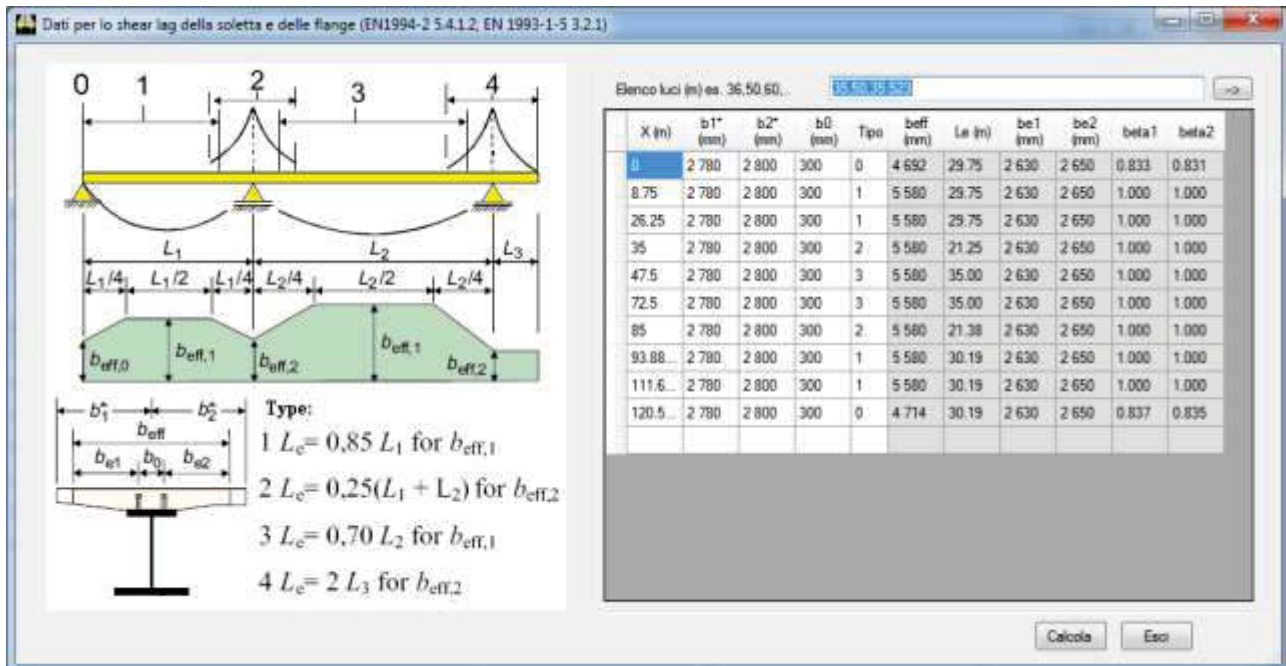 Dati per lo shear lag della soletta e delle flange (EN1994-2 5.4.1.2; EN 1993-1-5 3.2.1)
0 1 2 3 4
L1 L2 L3
L1/4 L1/2 L1/4 L2/4 L2/2 L2/4
beff,0 beff,1 beff,2 beff,1 beff,2
b1* b2*
beff
be1 b0 be2
Type:
1 Le= 0,85 L1 for beff,1
2 Le= 0,25(L1 + L2) for beff,2
3 Le= 0,70 L2 for beff,1
4 Le= 2 L3 for beff,2
Elenco luci (m) es. 36,50,60,.. 35,50,35.523 ->
X (m) b1* (mm) b2* (mm) b0 (mm) Tipo beff (mm) Le (m) be1 (mm) be2 (mm) beta1 beta2
0 2 780 2 800 300 0 4 692 29.75 2 630 2 650 0.833 0.831
8.75 2 780 2 800 300 1 5 580 29.75 2 630 2 650 1.000 1.000
26.25 2 780 2 800 300 1 5 580 29.75 2 630 2 650 1.000 1.000
35 2 780 2 800 300 2 5 580 21.25 2 630 2 650 1.000 1.000
47.5 2 780 2 800 300 3 5 580 35.00 2 630 2 650 1.000 1.000
72.5 2 780 2 800 300 3 5 580 35.00 2 630 2 650 1.000 1.000
85 2 780 2 800 300 2 5 580 21.38 2 630 2 650 1.000 1.000
93.88... 2 780 2 800 300 1 5 580 30.19 2 630 2 650 1.000 1.000
111.6... 2 780 2 800 300 1 5 580 30.19 2 630 2 650 1.000 1.000
120.5... 2 780 2 800 300 0 4 714 30.19 2 630 2 650 0.837 0.835
Calcola Esci